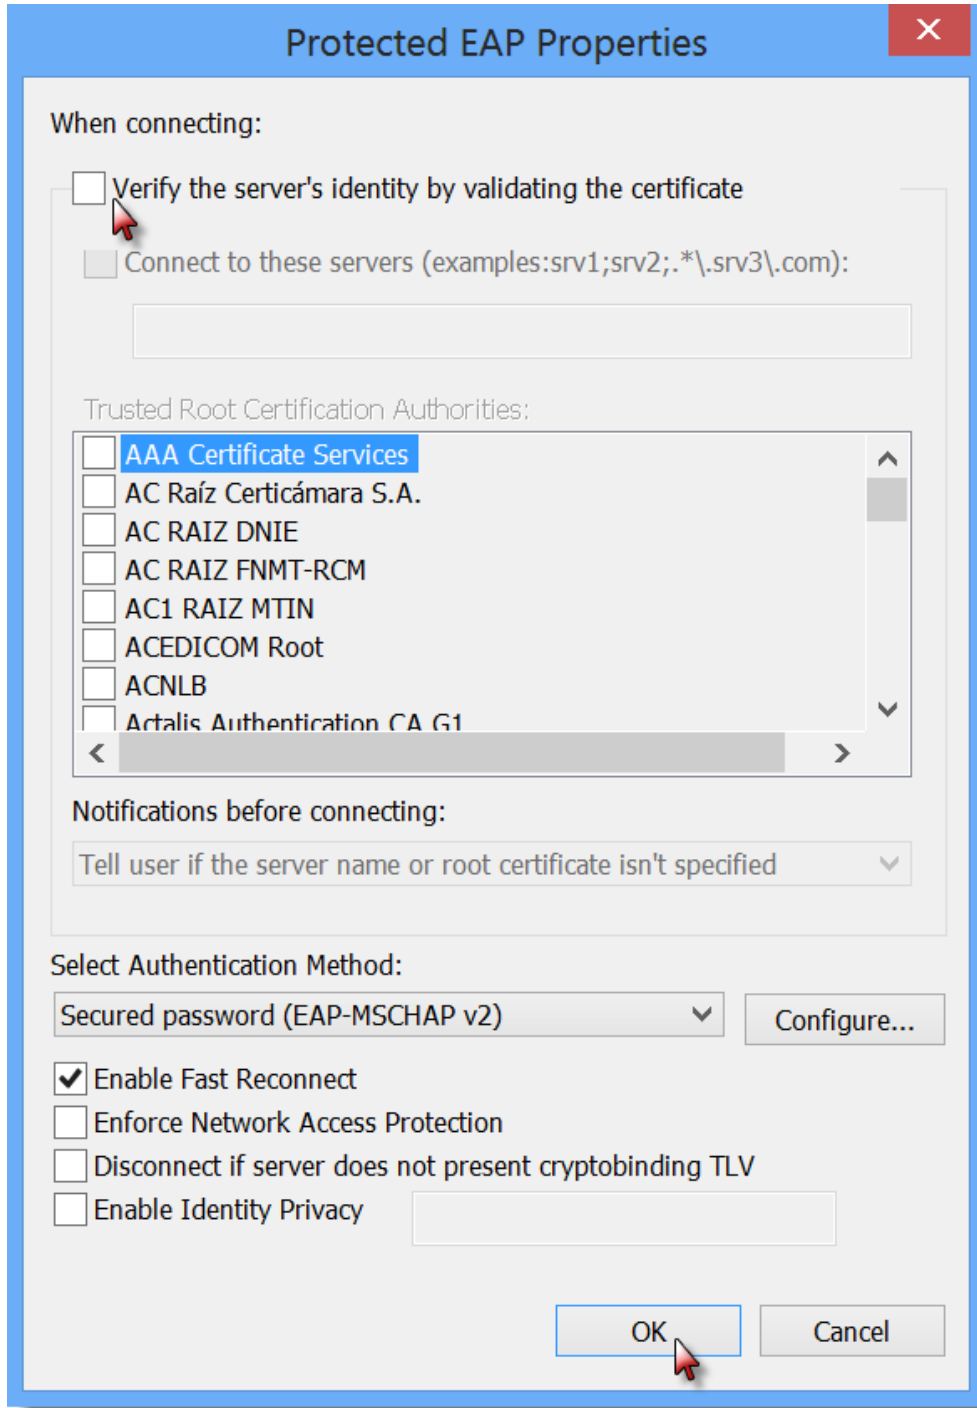 Protected EAP Properties
When connecting:
Verify the server's identity by validating the certificate
Connect to these servers (examples:srv1;srv2;.*\.srv3\.com):
Trusted Root Certification Authorities:
AAA Certificate Services
AC Raíz Certicámara S.A.
AC RAIZ DNIE
AC RAIZ FNMT-RCM
AC1 RAIZ MTIN
ACEDICOM Root
ACNLB
Actalis Authentication CA G1
Notifications before connecting:
Tell user if the server name or root certificate isn't specified
Select Authentication Method:
Secured password (EAP-MSCHAP v2)
Configure...
Enable Fast Reconnect
Enforce Network Access Protection
Disconnect if server does not present cryptobinding TLV
Enable Identity Privacy
OK
Cancel